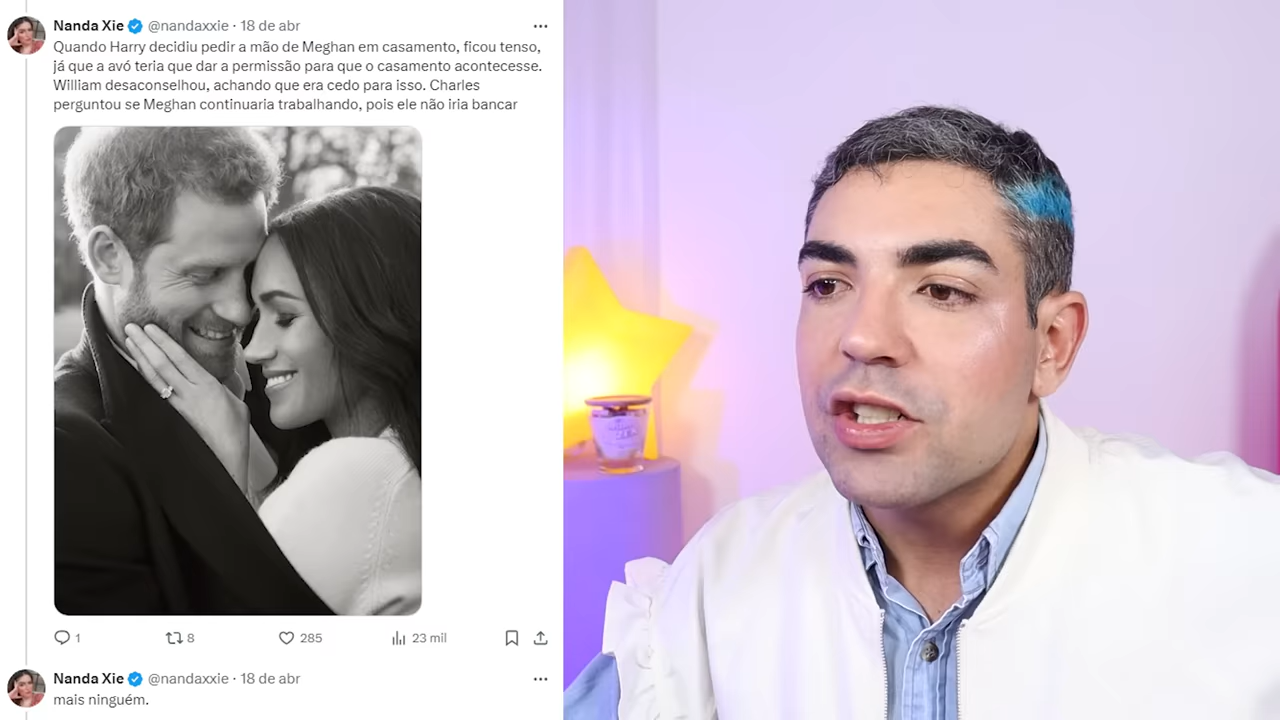 Nanda Xie @nandaxxie · 18 de abr
Quando Harry decidiu pedir a mão de Meghan em casamento, ficou tenso,
já que a avó teria que dar a permissão para que o casamento acontecesse.
William desaconselhou, achando que era cedo para isso. Charles
perguntou se Meghan continuaria trabalhando, pois ele não iria bancar
1 8 285 23 mil
Nanda Xie @nandaxxie · 18 de abr
mais ninguém.